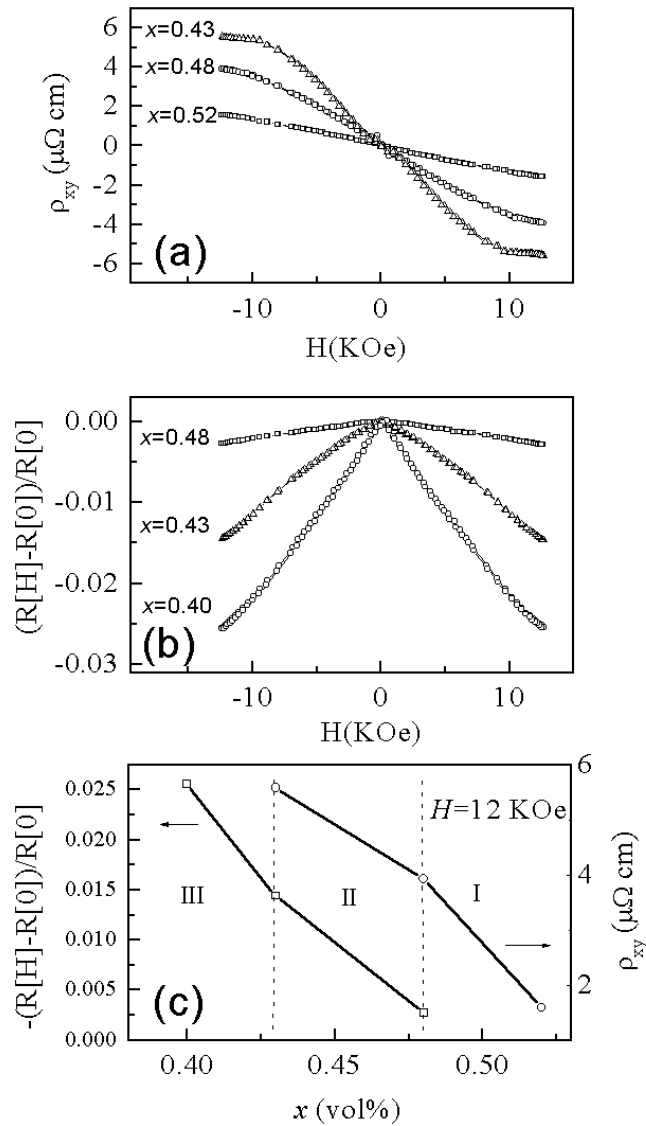 6
4
2
0
-2
-4
-6
ρxy (μΩ cm)
x=0.43
x=0.48
x=0.52
(a)
-10
0
10
H(KOe)
0.00
-0.01
-0.02
-0.03
(R[H]-R[0])/R[0]
x=0.48
x=0.43
x=0.40
(b)
-10
0
10
H(KOe)
0.025
0.020
0.015
0.010
0.005
0.000
-(R[H]-R[0])/R[0]
H=12 KOe
III
II
I
(c)
6
4
2
ρxy (μΩ cm)
0.40
0.45
0.50
x (vol%)